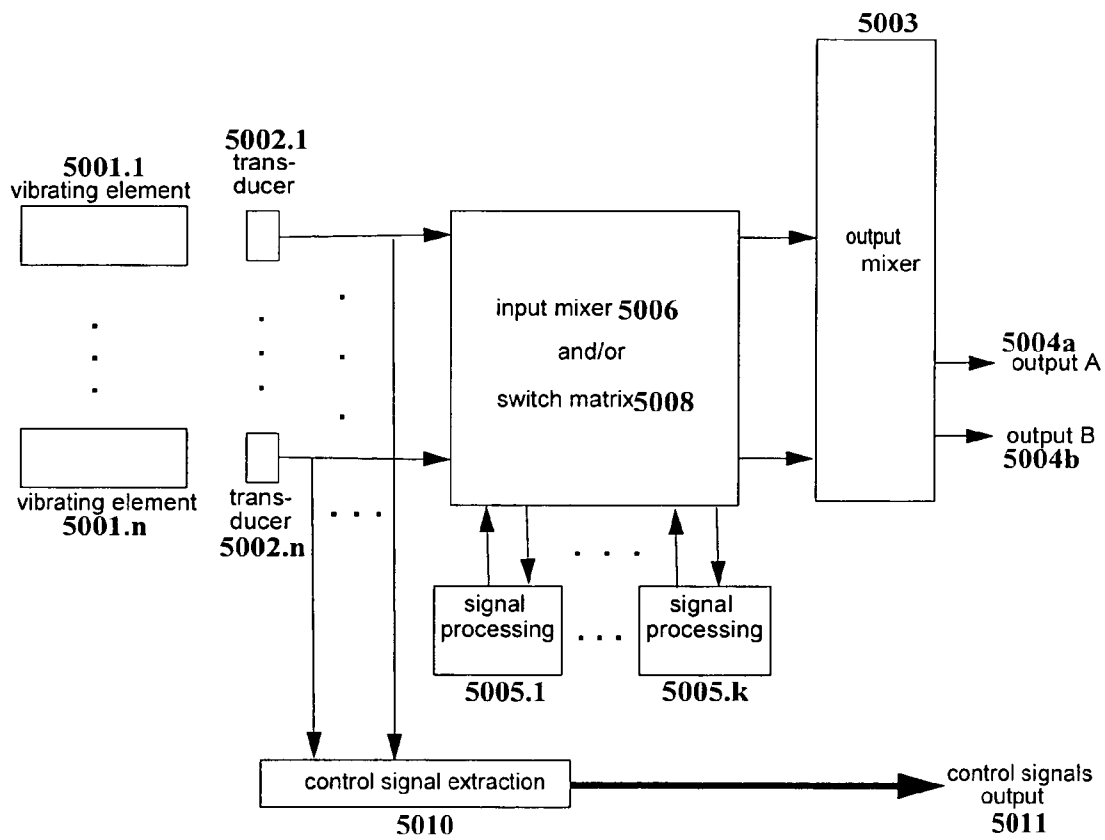 5003
5002.1
trans-
ducer
5001.1
vibrating element
output
mixer
input mixer 5006
and/or
switch matrix5008
5004a
output A
output B
5004b
vibrating element
5001.n
trans-
ducer
5002.n
signal
processing
5005.1
signal
processing
5005.k
control signal extraction
5010
control signals
output
5011